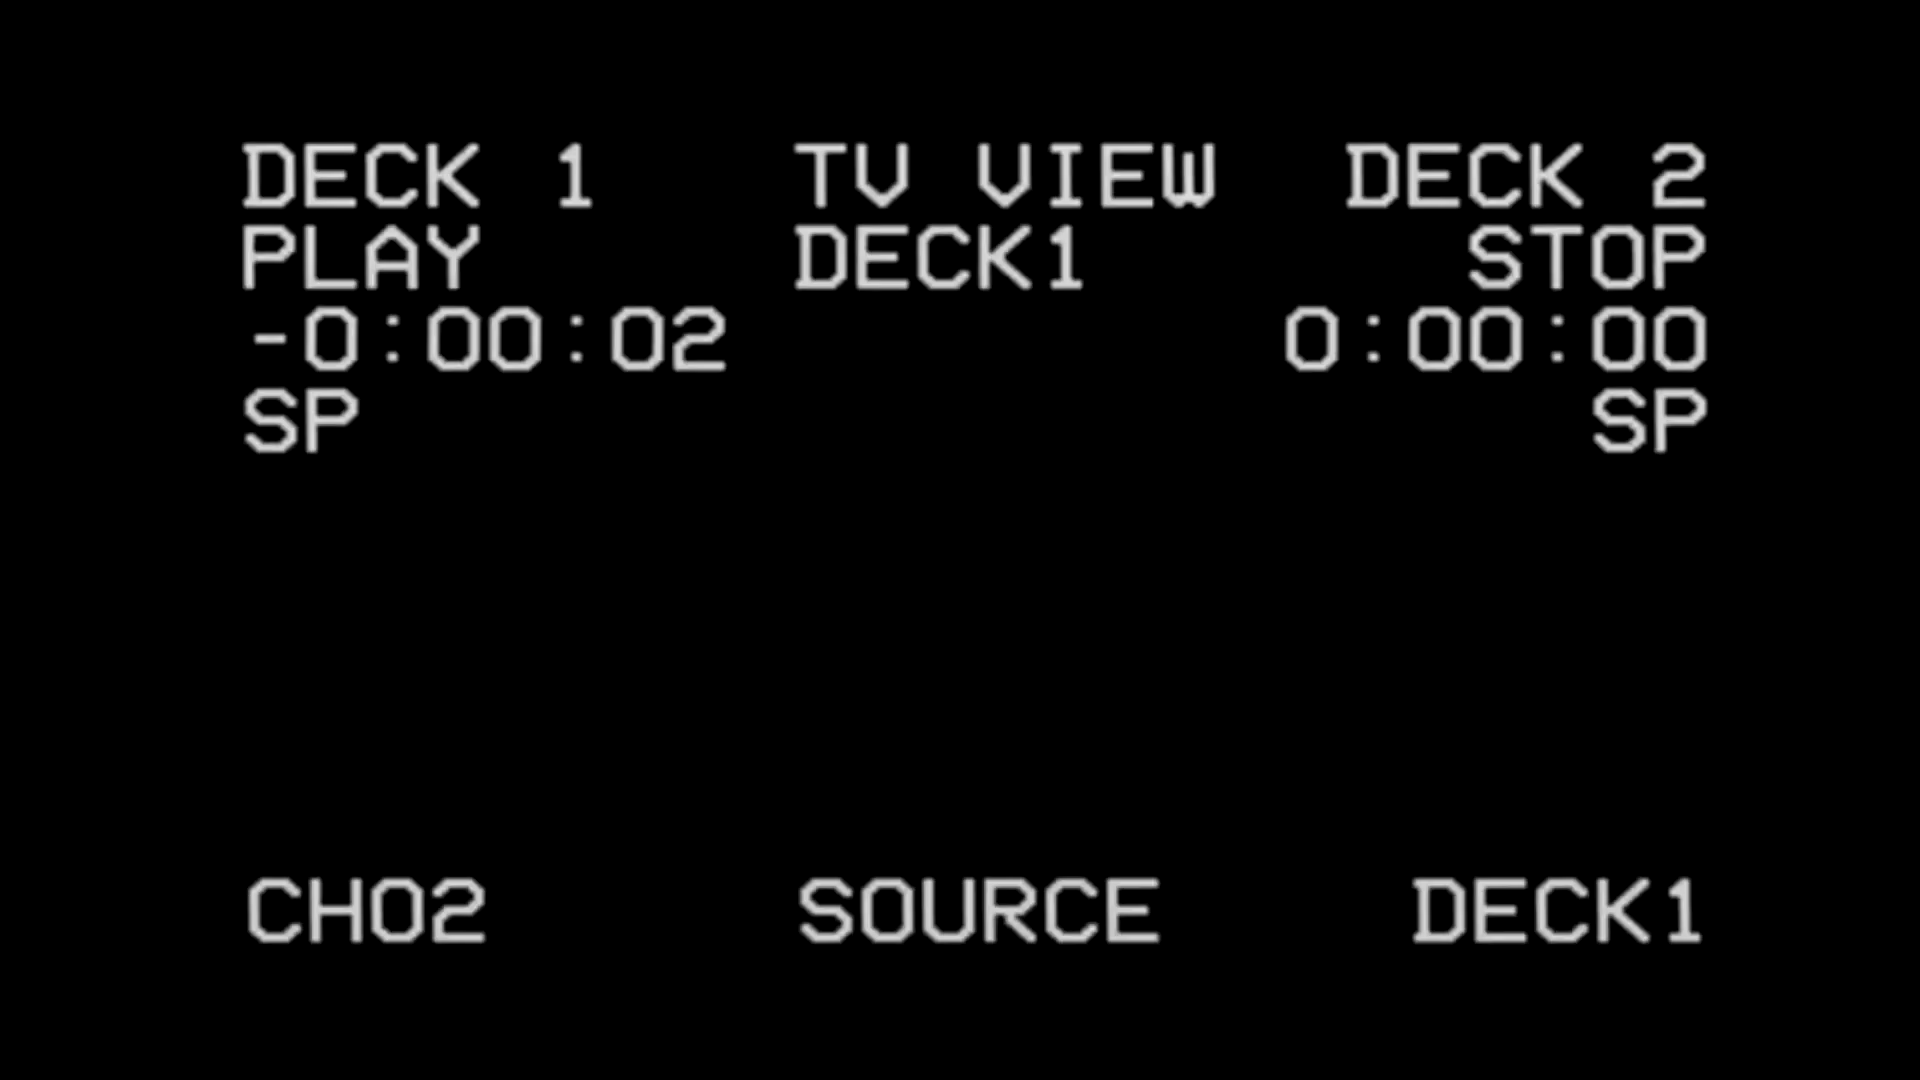 DECK 1 TV VIEW DECK 2
PLAY DECK1 STOP
-0:00:02 0:00:00
SP SP
CH02 SOURCE DECK1